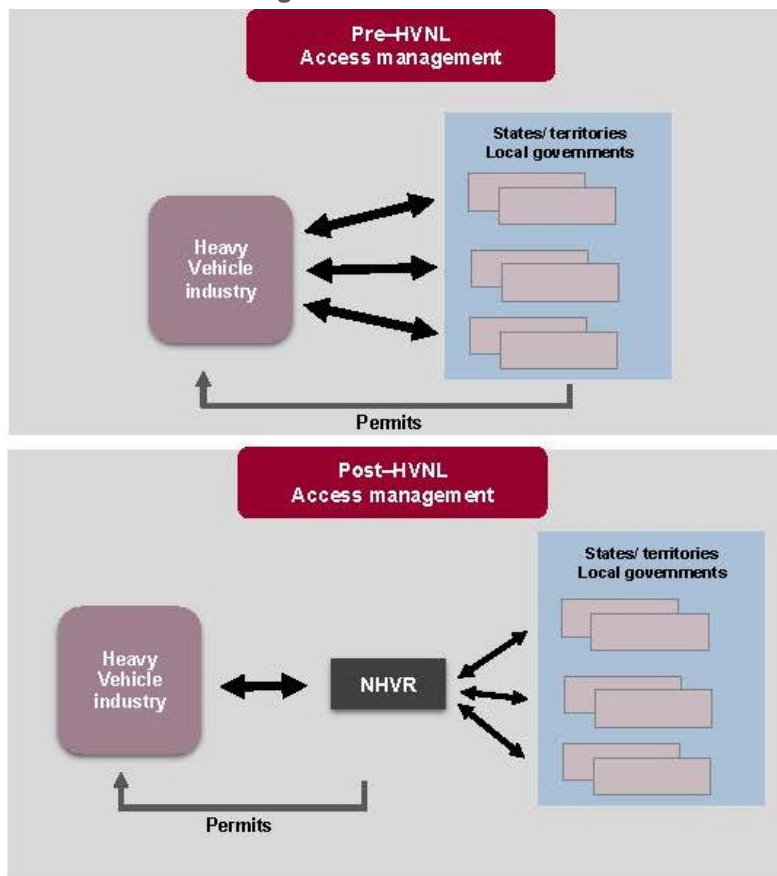 Pre–HVNL
Access management
States/ territories
Local governments
Heavy
Vehicle
industry
Permits
Post–HVNL
Access management
States/ territories
Local governments
Heavy
Vehicle
industry
NHVR
Permits